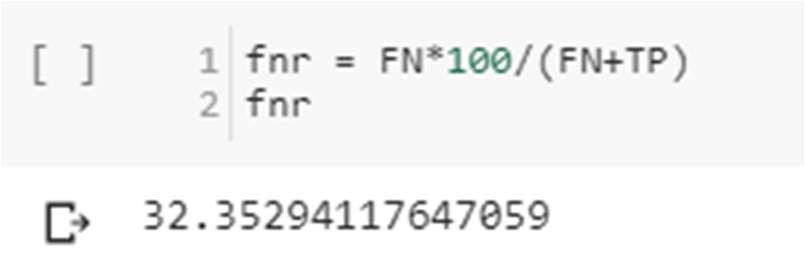 [ ] 1 fnr = FN*100/(FN+TP)
2 fnr
32.35294117647059